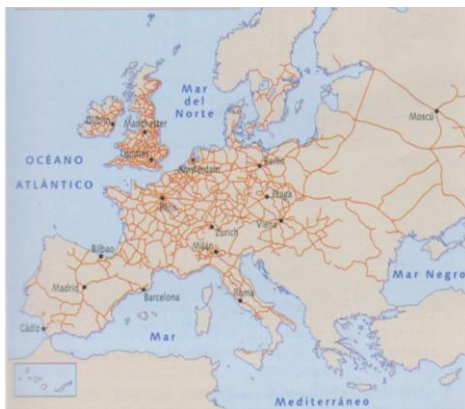 Mar
del
Norte
Moscú
Dublín
Manchester
OCÉANO
ATLÁNTICO
Londres
Amsterdam
Berlín
Praga
París
Viena
Zúrich
Milán
Bilbao
Mar Negro
Madrid
Barcelona
Roma
Cádiz
Mar
Mediterráneo